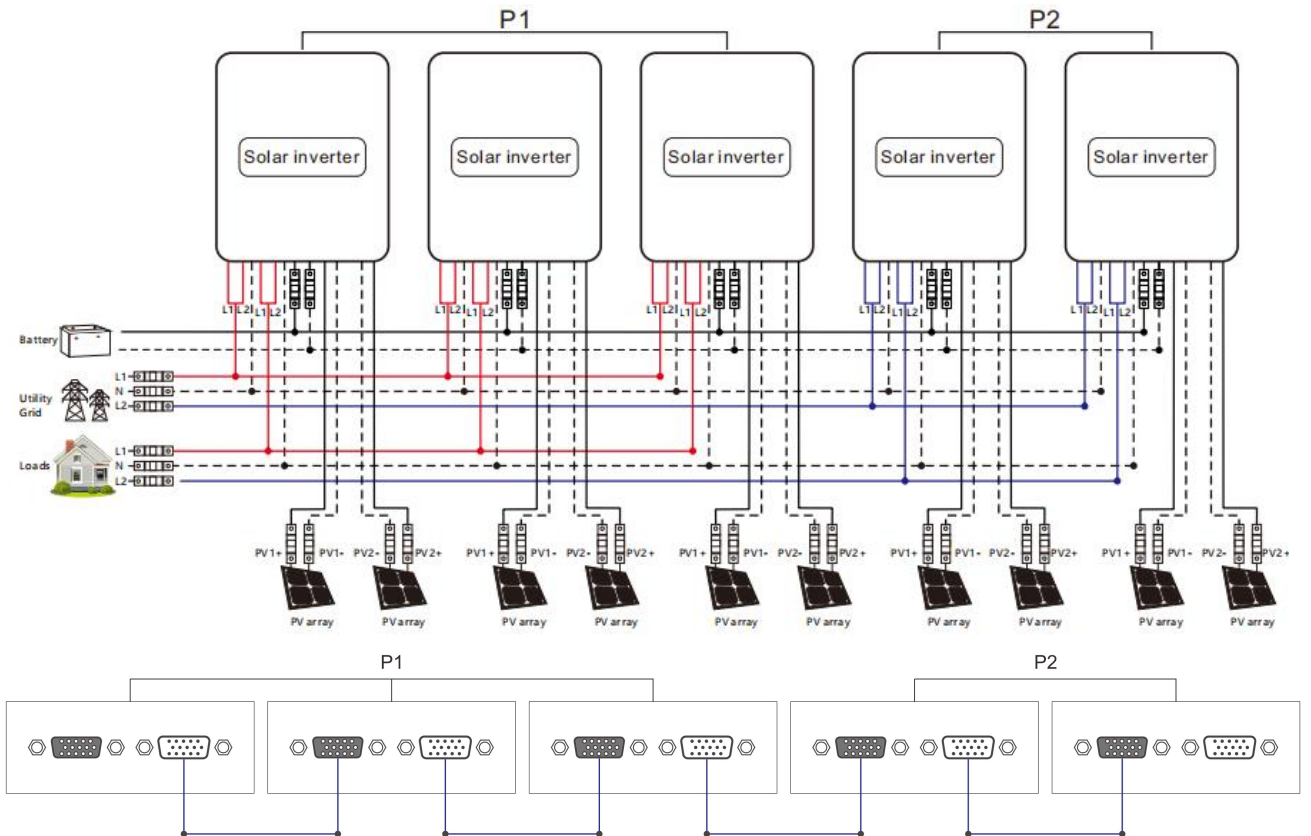 P1 P2
Solar inverter Solar inverter Solar inverter Solar inverter Solar inverter
L1 L2 L1 L2 L1 L2 L1 L2 L1 L2
L1 L2 L1 L2 L1 L2 L1 L2 L1 L2
Battery
L1
N
Utility
Grid
L2
L1
Loads N
L2
PV1+ PV1- PV2- PV2+ PV1+ PV1- PV2- PV2+ PV1+ PV1- PV2- PV2+ PV1+ PV1- PV2- PV2+ PV1+ PV1- PV2- PV2+
PV array PV array PV array PV array PV array PV array PV array PV array PV array PV array
P1 P2